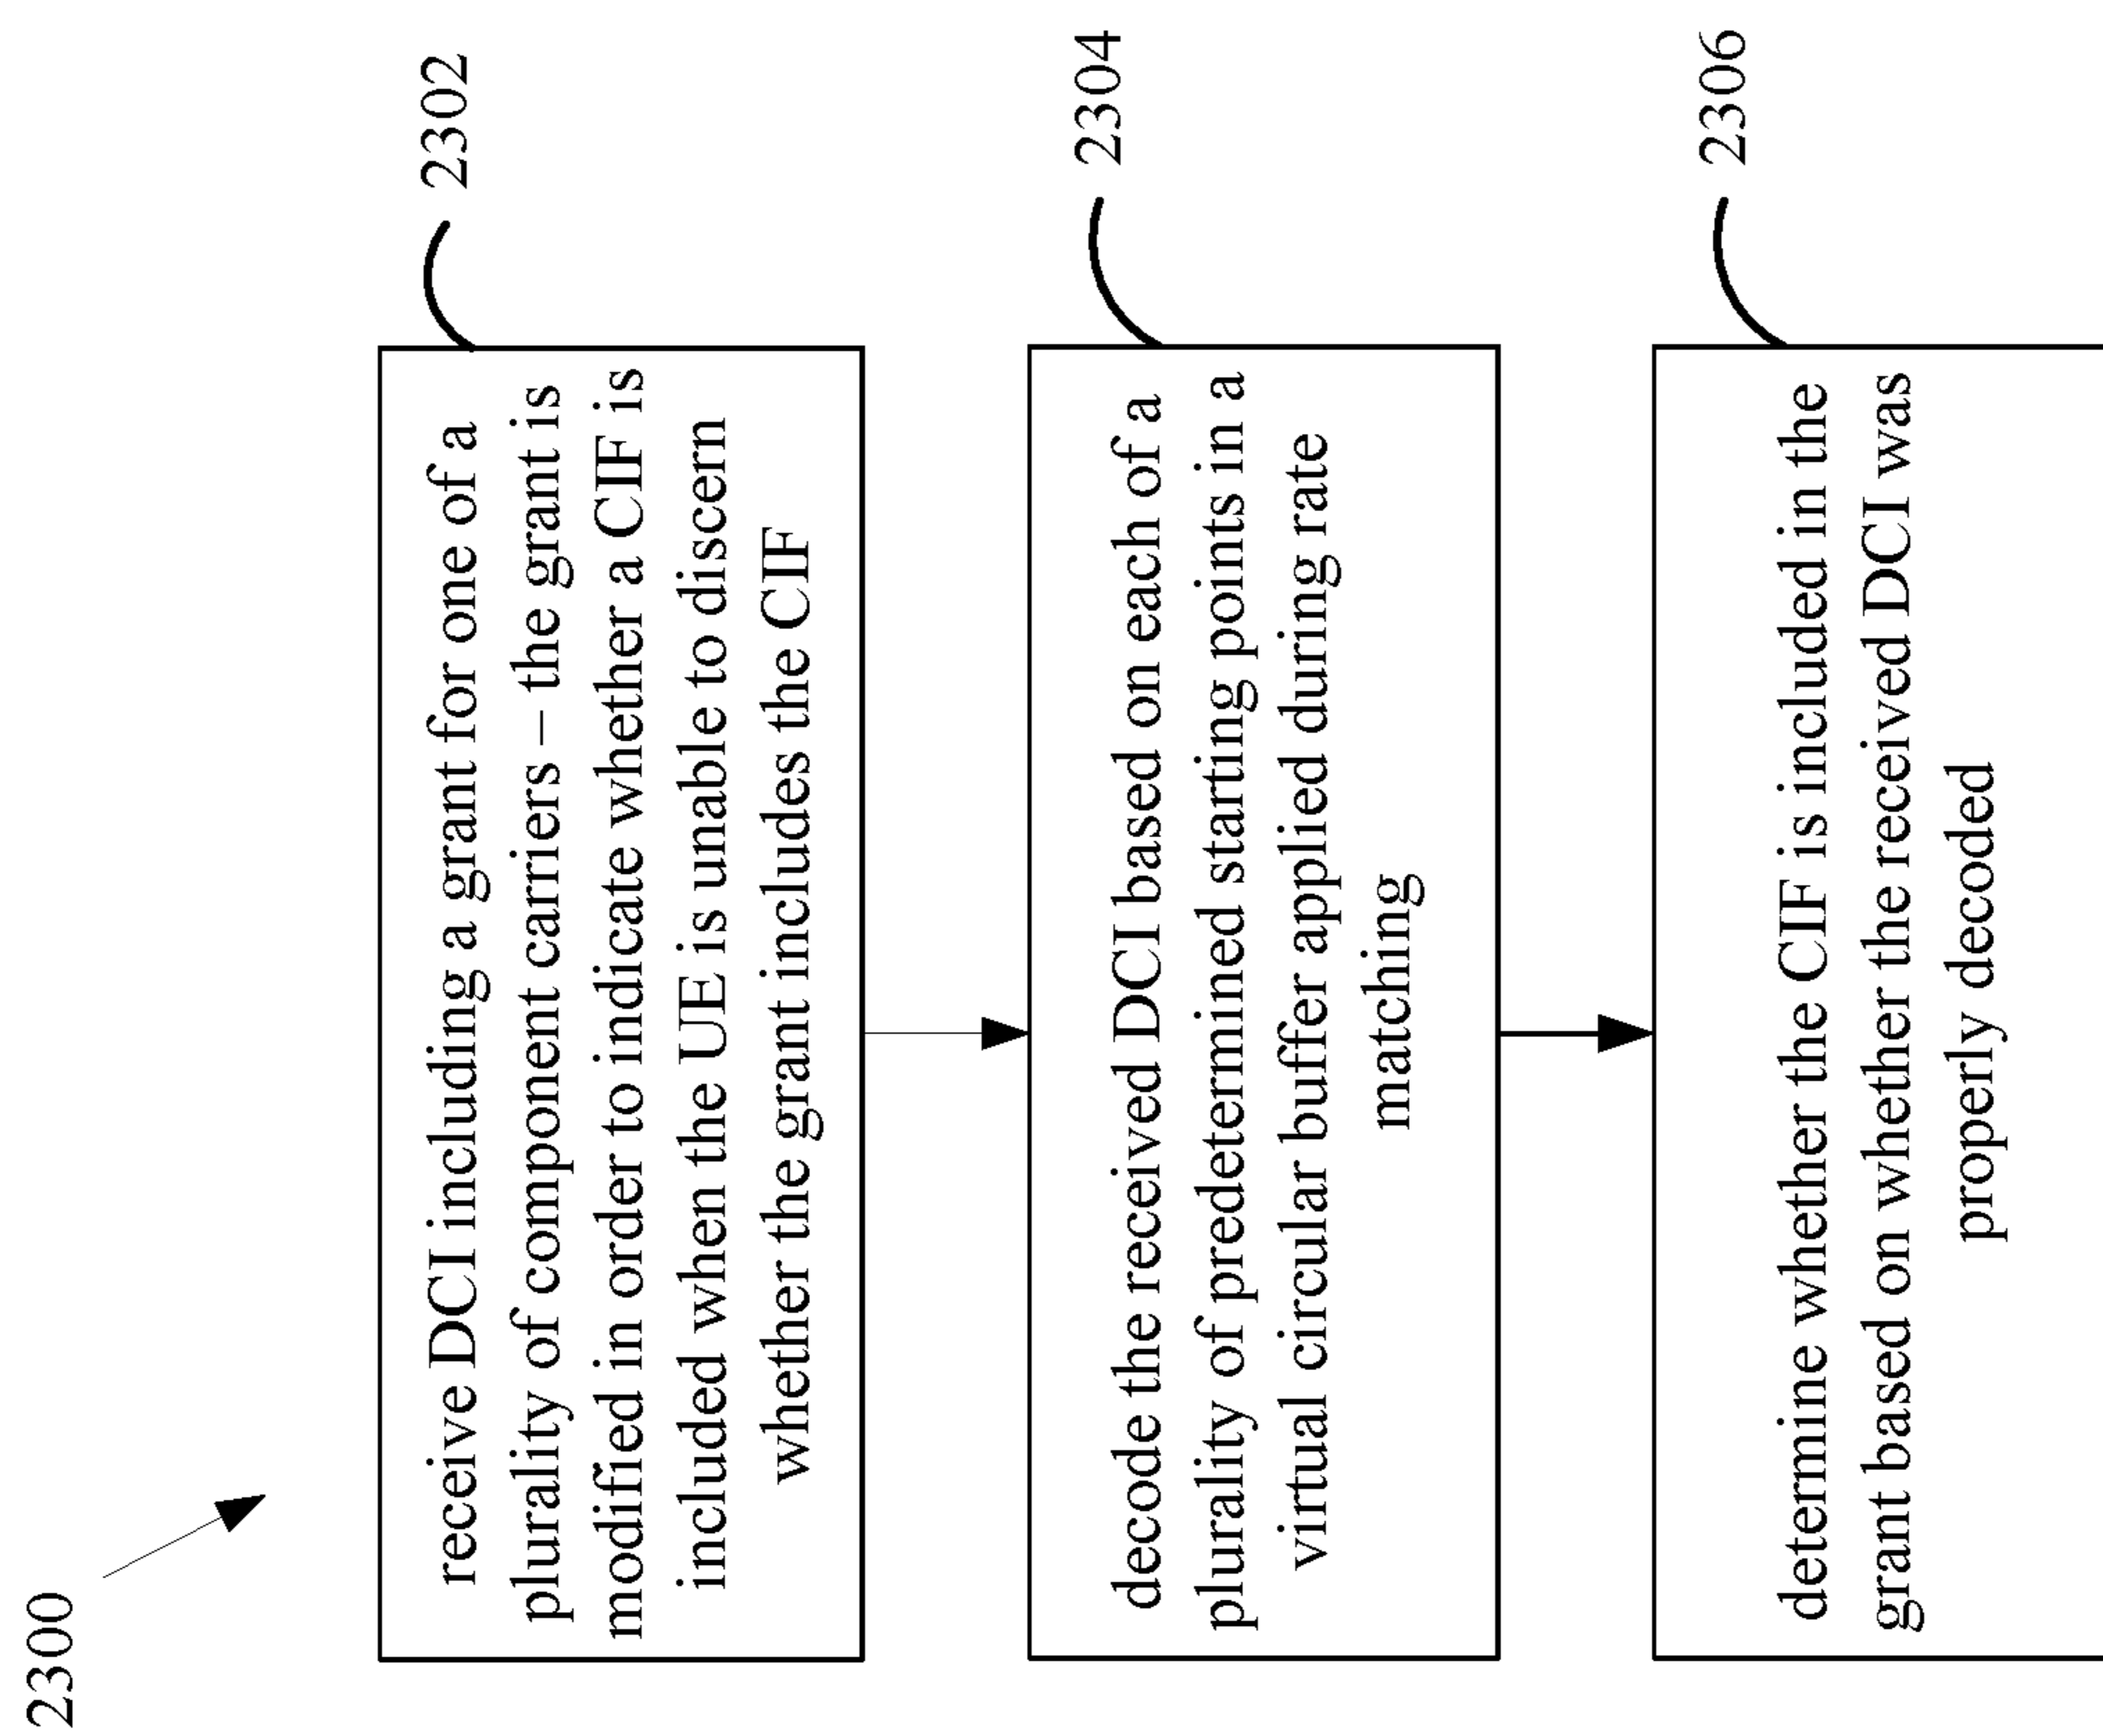 2300
receive DCI including a grant for one of a
plurality of component carriers – the grant is
modified in order to indicate whether a CIF is
included when the UE is unable to discern
whether the grant includes the CIF
2302
decode the received DCI based on each of a
plurality of predetermined starting points in a
virtual circular buffer applied during rate
matching
2304
determine whether the CIF is included in the
grant based on whether the received DCI was
properly decoded
2306